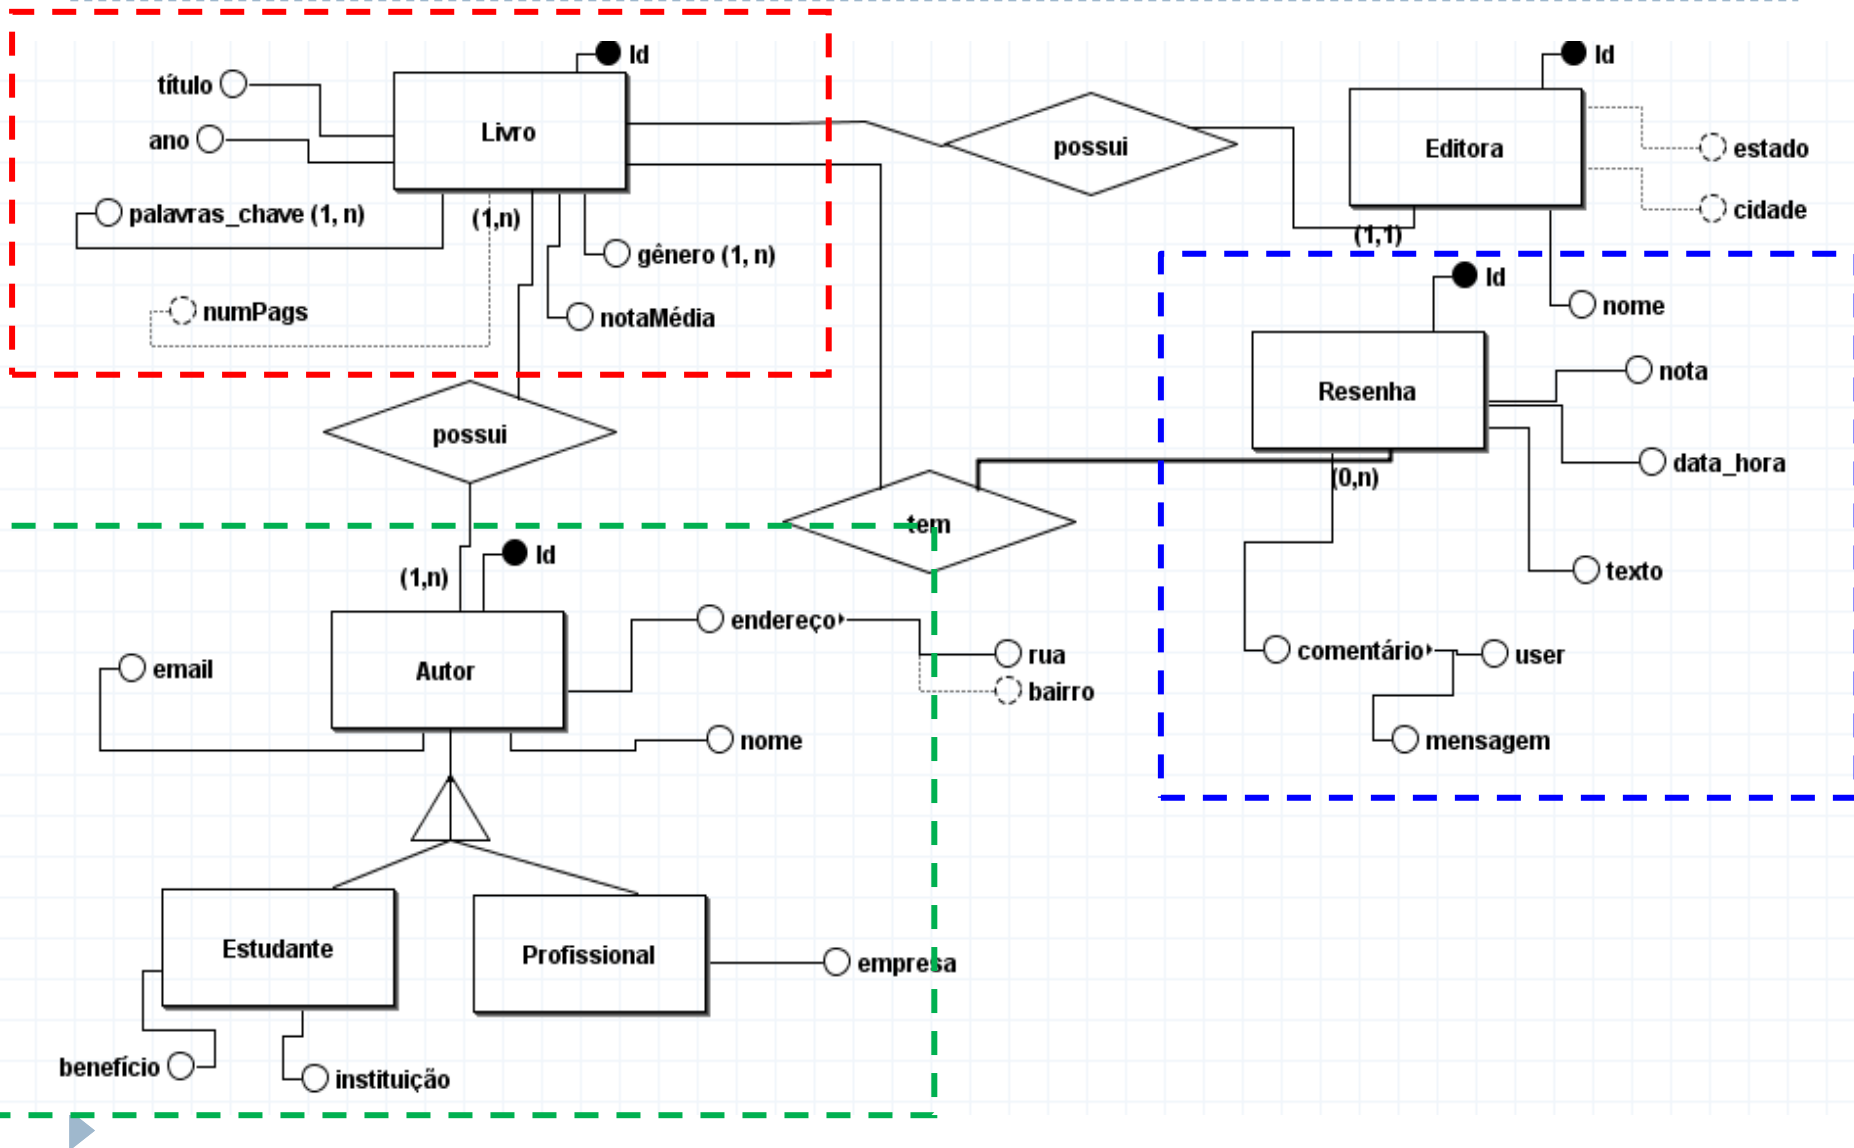 Id
título
Livro
ano
palavras_chave (1, n)
(1,n)
gênero (1, n)
numPags
notaMédia
possui
Id
Editora
estado
cidade
(1,1)
nome
Id
Resenha
nota
data_hora
(0,n)
texto
comentário
user
mensagem
possui
tem
(1,n)
Id
Autor
email
endereço
rua
bairro
nome
Estudante
Profissional
empresa
benefício
instituição